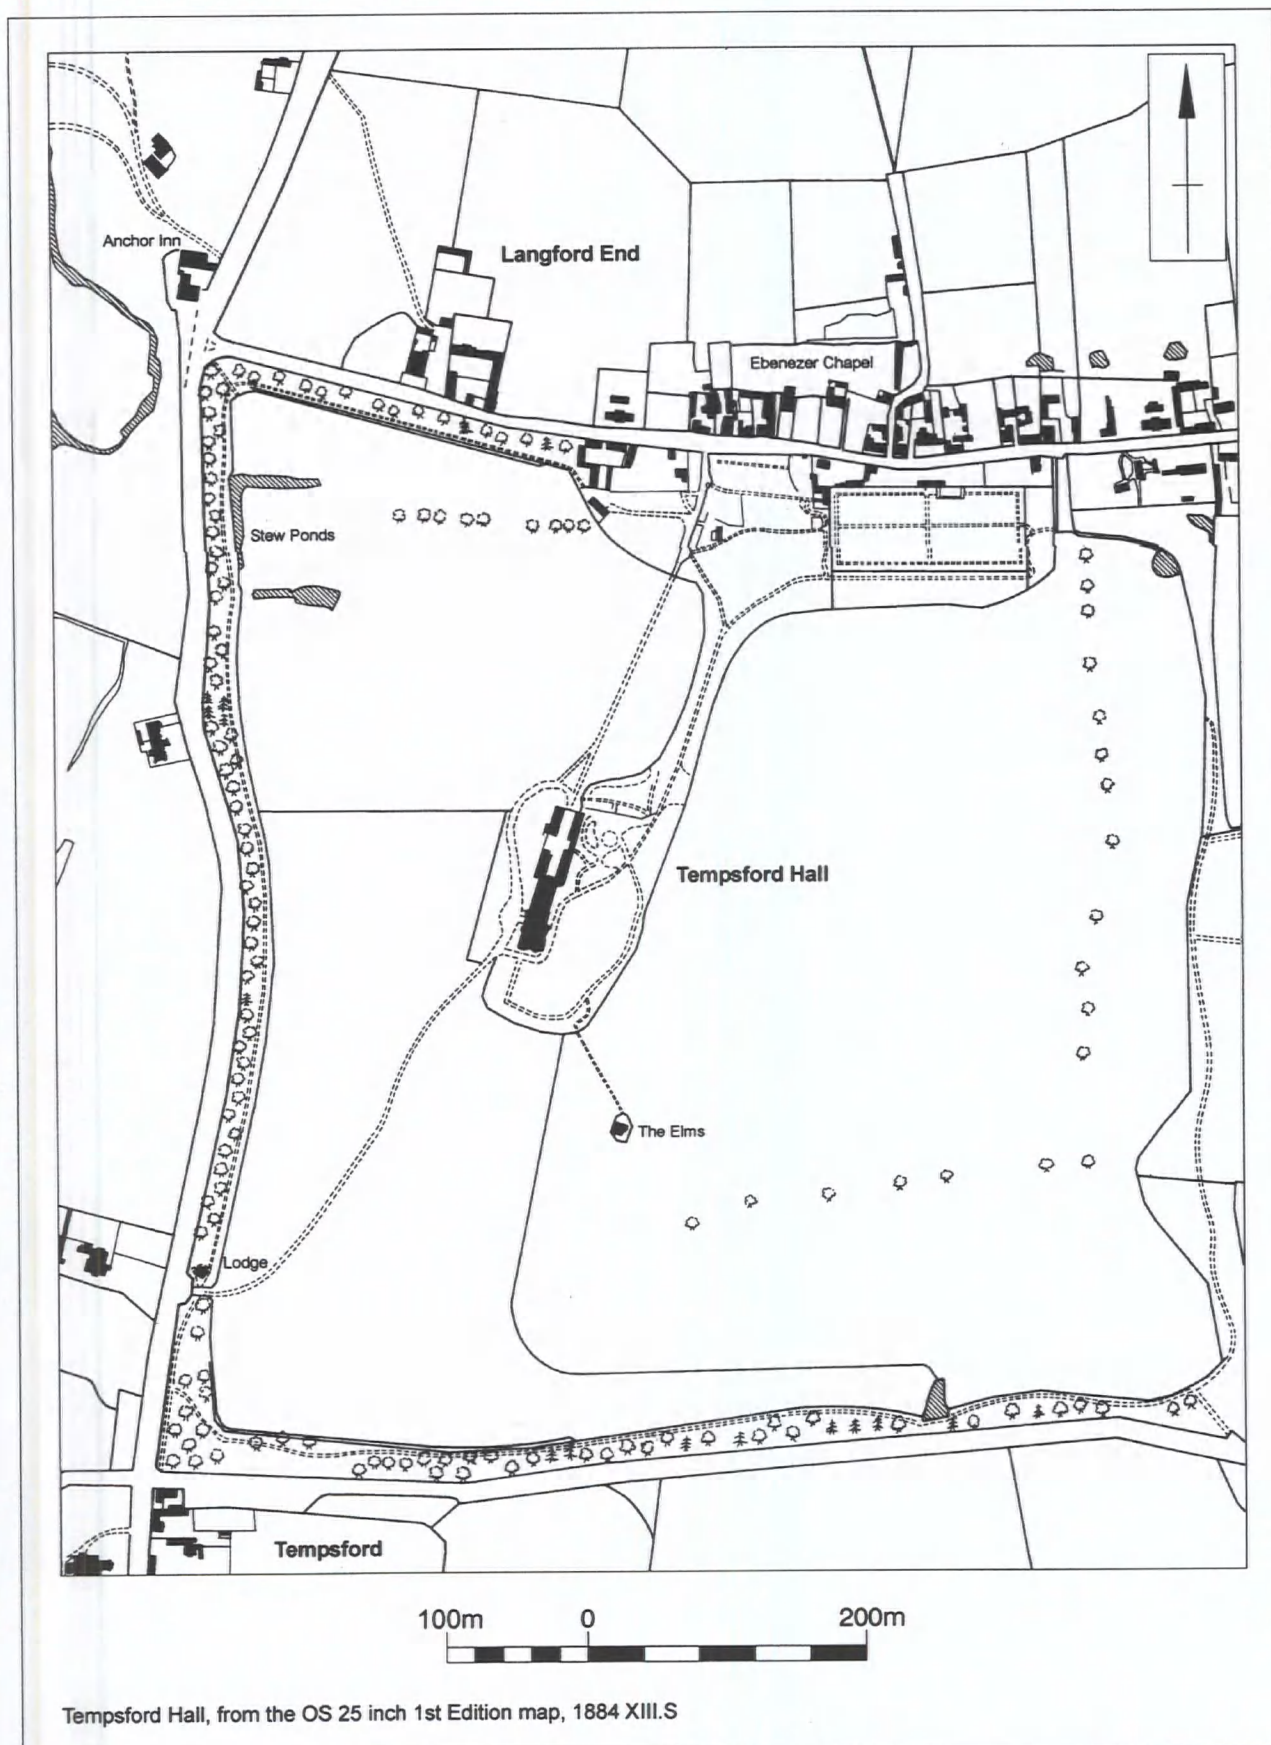 Anchor Inn
Langford End
Ebenezer Chapel
Stew Ponds
Tempsford Hall
The Elms
Lodge
Tempsford
100m 0 200m
Tempsford Hall, from the OS 25 inch 1st Edition map, 1884 XIII.S